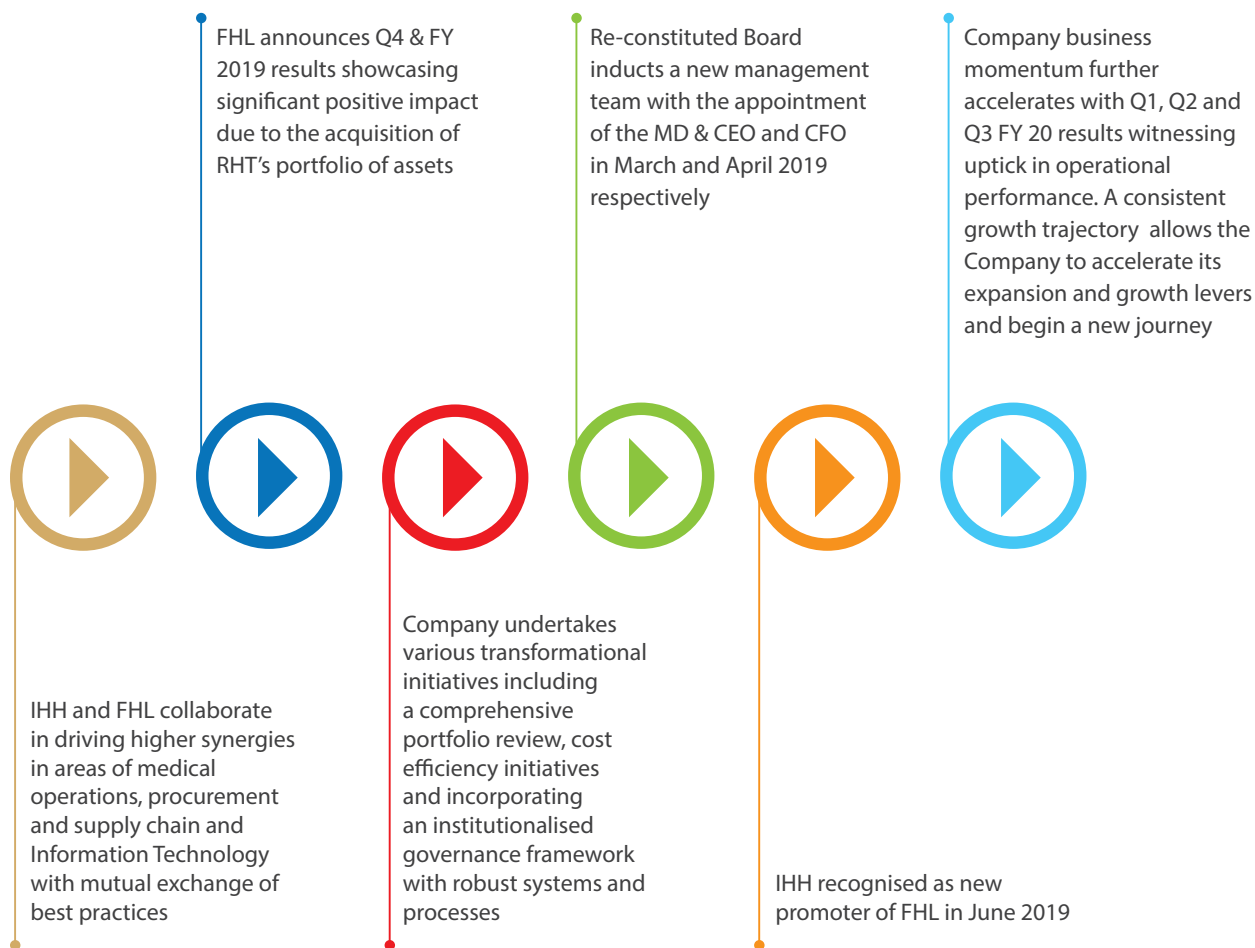 FHL announces Q4 & FY
2019 results showcasing
significant positive impact
due to the acquisition of
RHT's portfolio of assets
Re-constituted Board
inducts a new management
team with the appointment
of the MD & CEO and CFO
in March and April 2019
respectively
Company business
momentum further
accelerates with Q1, Q2 and
Q3 FY 20 results witnessing
uptick in operational
performance. A consistent
growth trajectory allows the
Company to accelerate its
expansion and growth levers
and begin a new journey
IHH and FHL collaborate
in driving higher synergies
in areas of medical
operations, procurement
and supply chain and
Information Technology
with mutual exchange of
best practices
Company undertakes
various transformational
initiatives including
a comprehensive
portfolio review, cost
efficiency initiatives
and incorporating
an institutionalised
governance framework
with robust systems and
processes
IHH recognised as new
promoter of FHL in June 2019